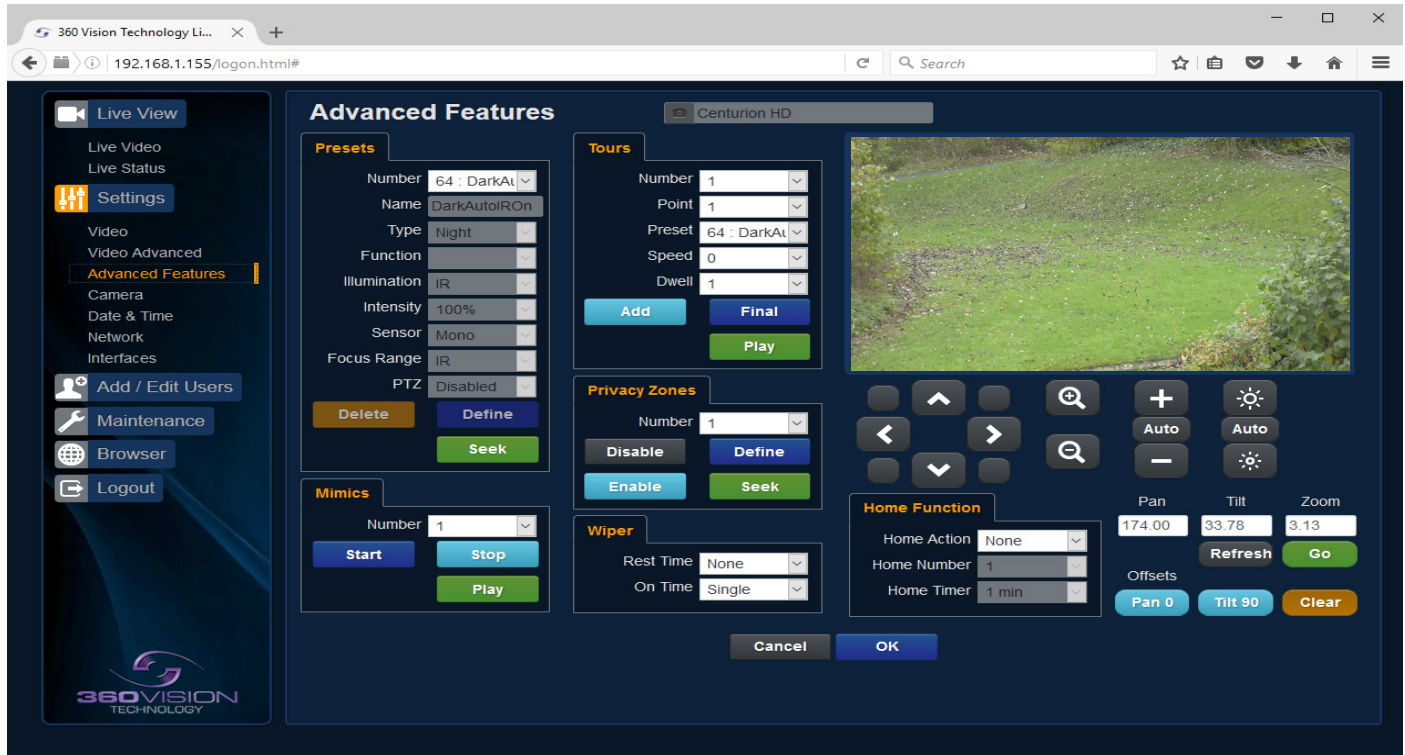 360 Vision Technology Li...
192.168.1.155/logon.html#
Search
Live View
Live Video
Live Status
Settings
Video
Video Advanced
Advanced Features
Camera
Date & Time
Network
Interfaces
Add / Edit Users
Maintenance
Browser
Logout
360VISION
TECHNOLOGY
Advanced Features
Centurion HD
Presets
Number 64 : DarkAu
Name DarkAutoIROn
Type Night
Function
Illumination IR
Intensity 100%
Sensor Mono
Focus Range IR
PTZ Disabled
Delete Define
Seek
Mimics
Number 1
Start Stop
Play
Tours
Number 1
Point 1
Preset 64 : DarkAu
Speed 0
Dwell 1
Add Final
Play
Privacy Zones
Number 1
Disable Define
Enable Seek
Wiper
Rest Time None
On Time Single
Auto Auto
Home Function
Home Action None
Home Number 1
Home Timer 1 min
Pan Tilt Zoom
174.00 33.78 3.13
Refresh Go
Offsets
Pan 0 Tilt 90 Clear
Cancel OK